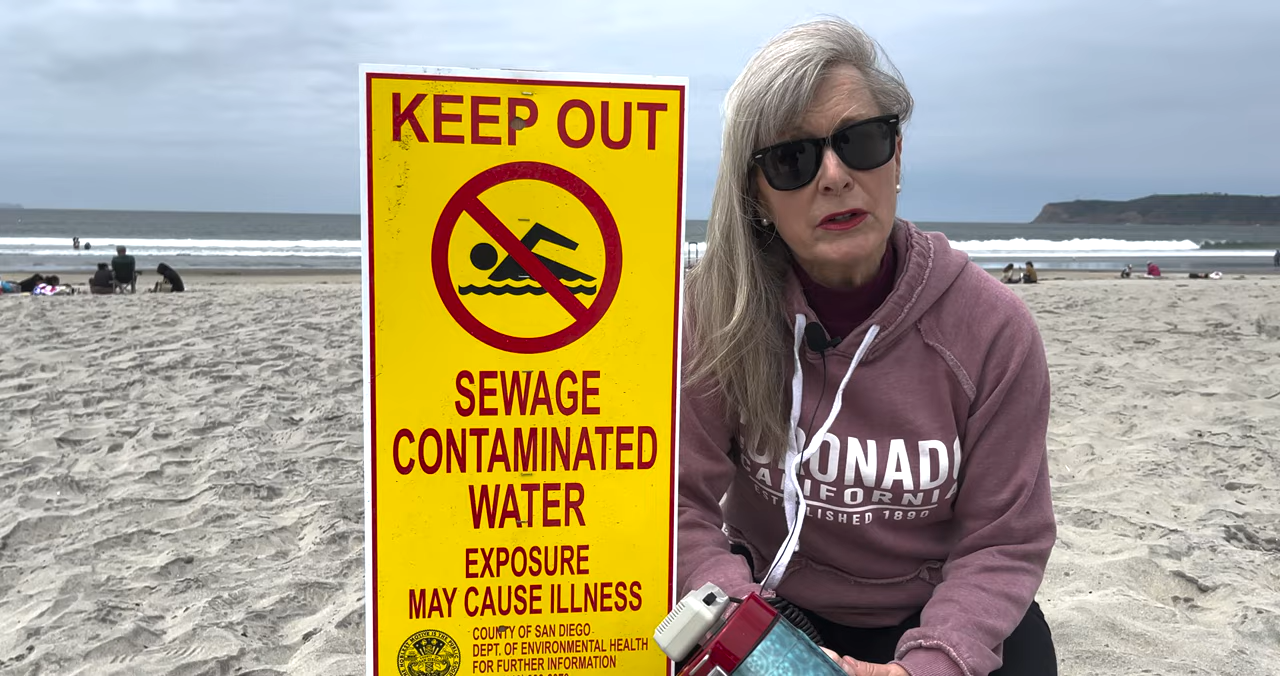 KEEP OUT
SEWAGE
CONTAMINATED
WATER
EXPOSURE
MAY CAUSE ILLNESS
COUNTY OF SAN DIEGO
DEPT. OF ENVIRONMENTAL HEALTH
FOR FURTHER INFORMATION
CALIFORNIA